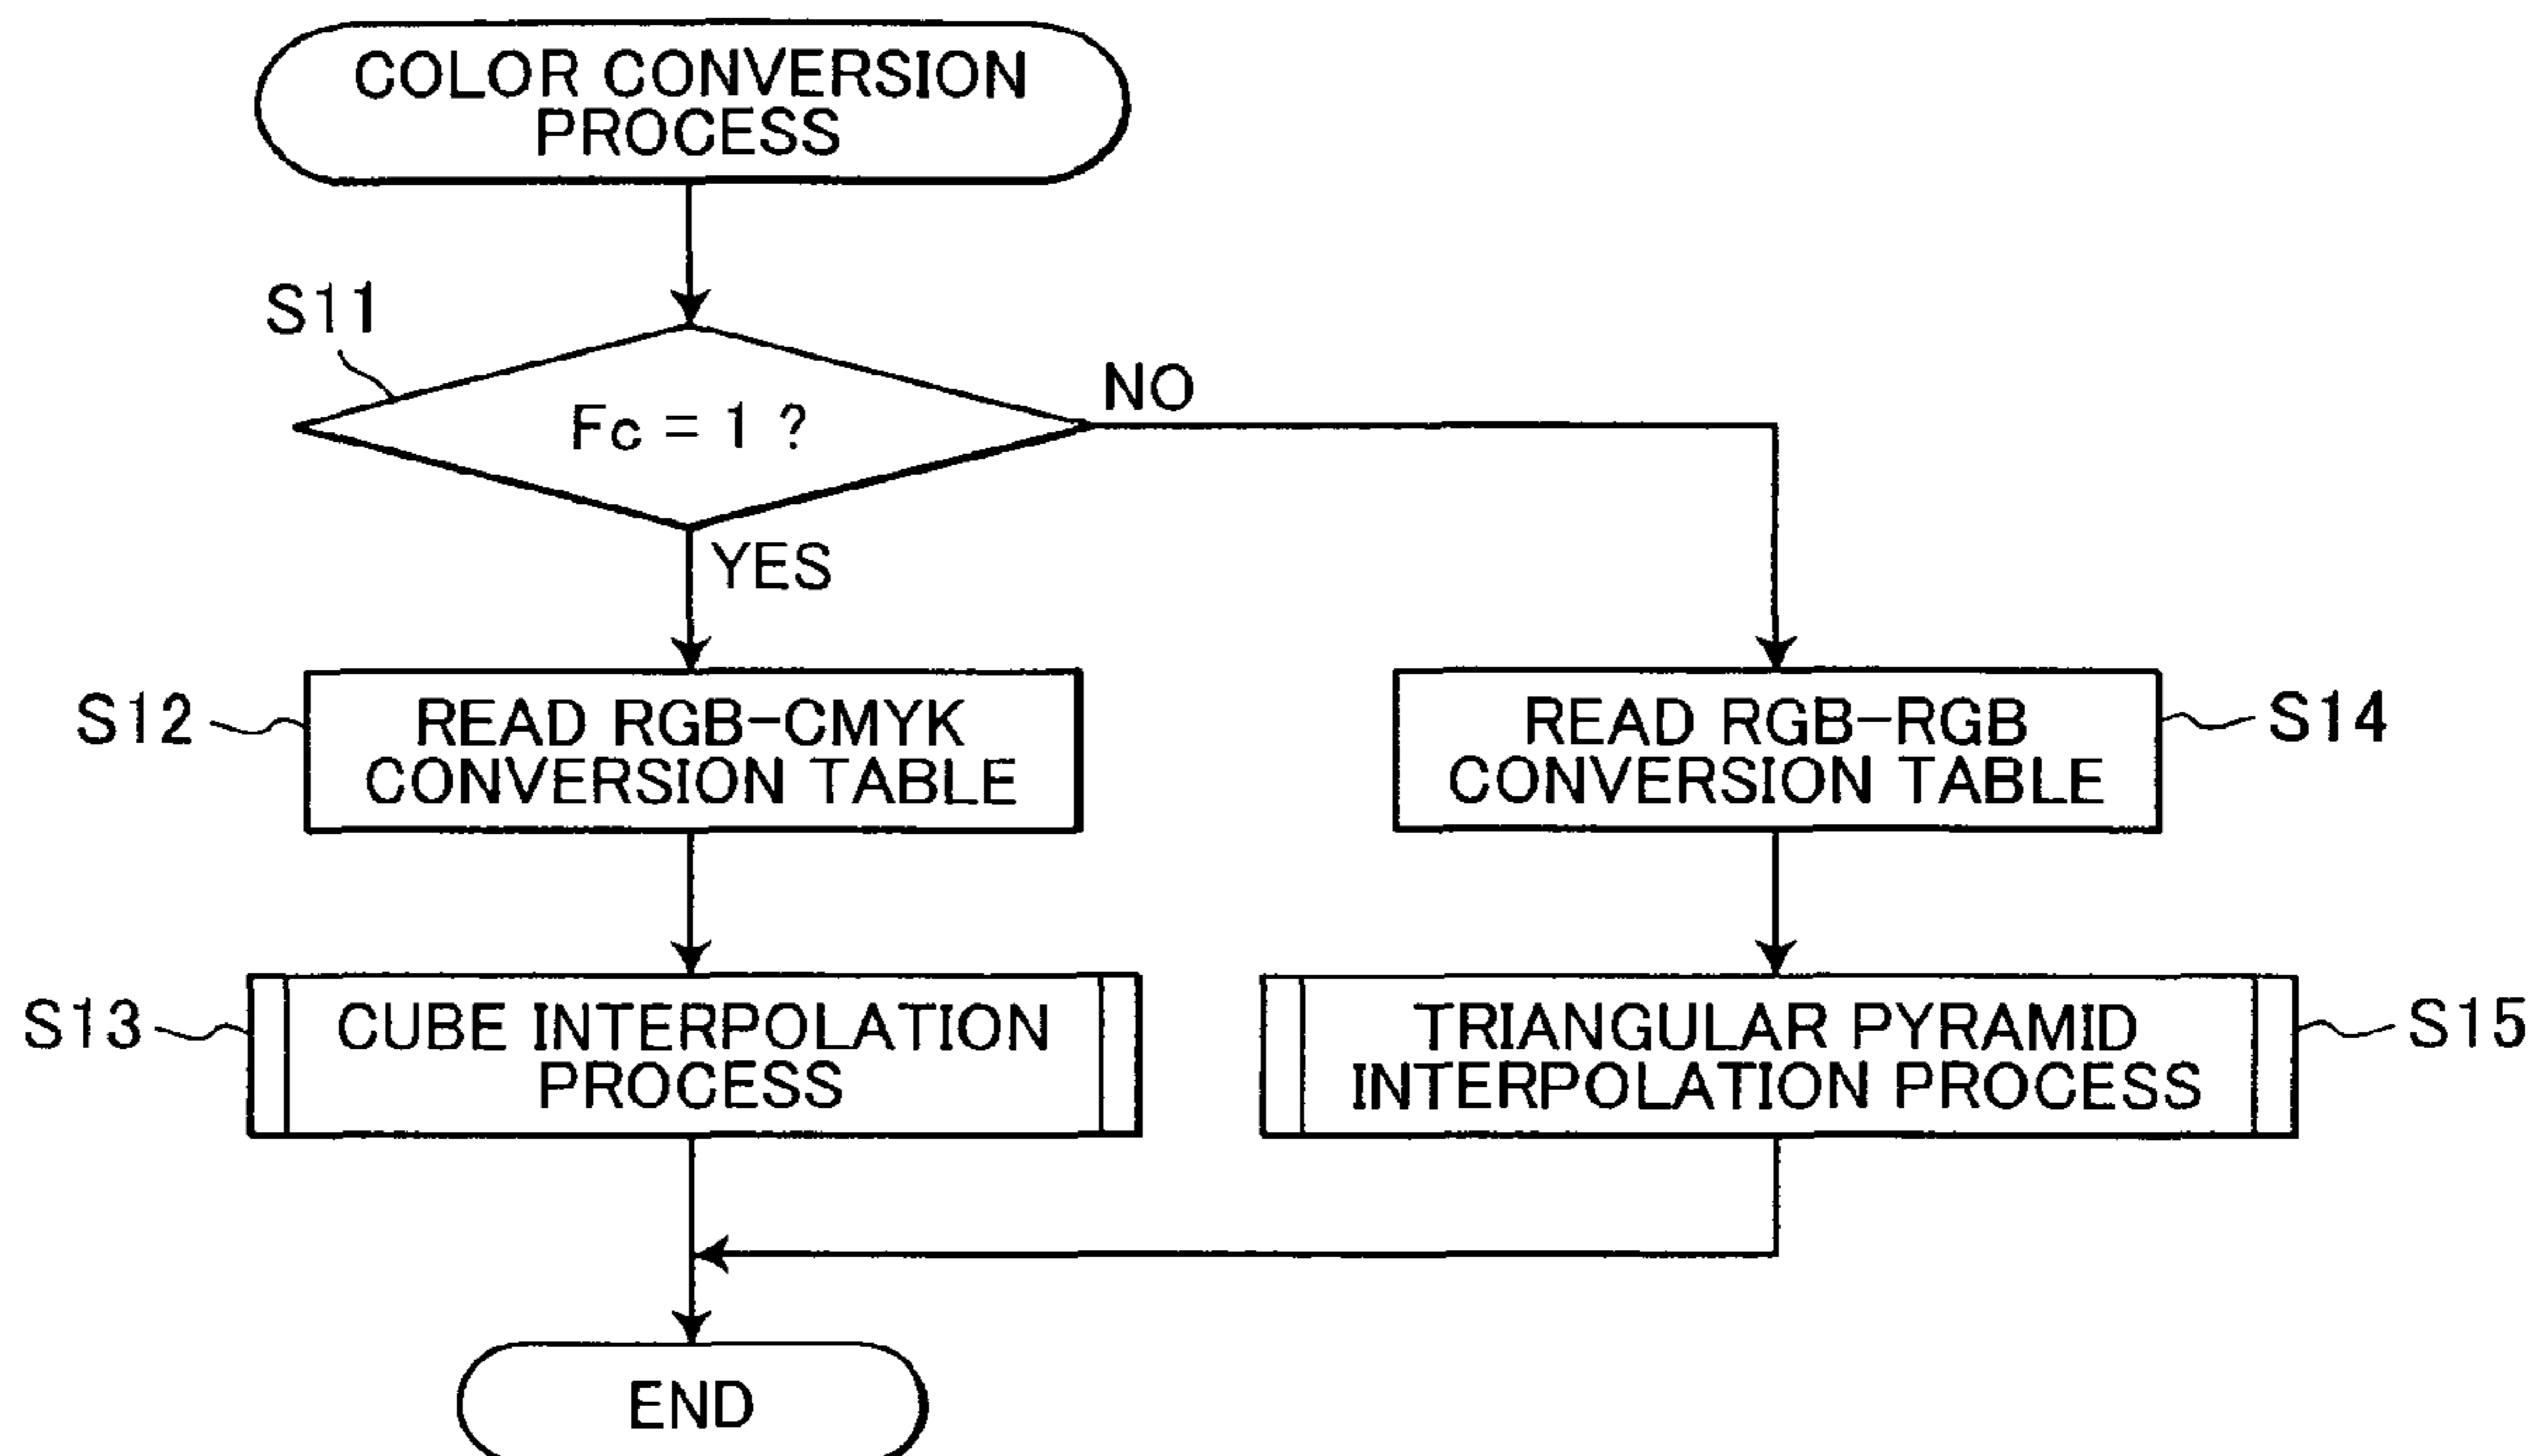 COLOR CONVERSION
PROCESS
S11
Fc = 1 ?
NO
YES
S12
READ RGB-CMYK
CONVERSION TABLE
READ RGB-RGB
CONVERSION TABLE
S14
S13
CUBE INTERPOLATION
PROCESS
TRIANGULAR PYRAMID
INTERPOLATION PROCESS
S15
END